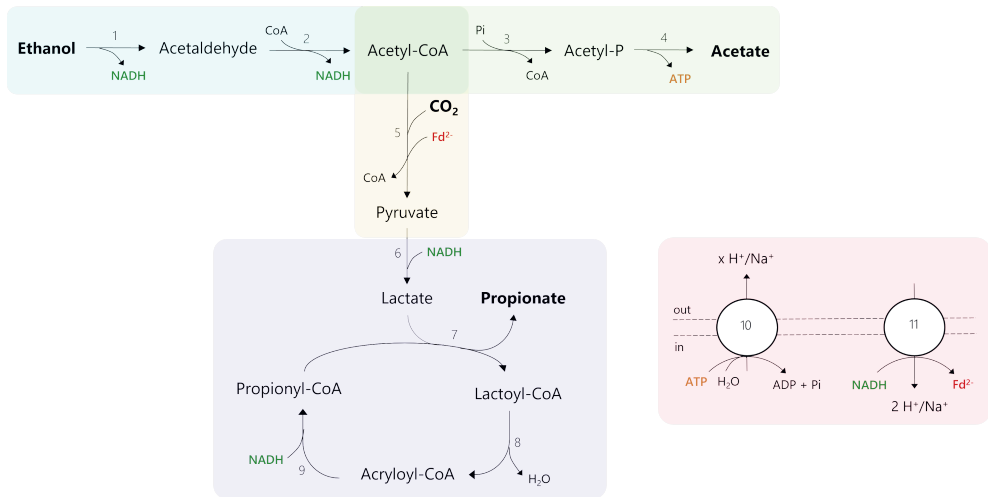 Ethanol 1 Acetaldehyde CoA 2 Acetyl-CoA Pi 3 Acetyl-P 4 Acetate
NADH NADH CoA ATP
CO₂
5 Fd²⁻
CoA
Pyruvate
6 NADH
Lactate Propionate
7
Propionyl-CoA Lactoyl-CoA
8
NADH 9 Acryloyl-CoA H₂O
x H⁺/Na⁺
out
10 11
in
ATP H₂O ADP + Pi NADH Fd²⁻
2 H⁺/Na⁺